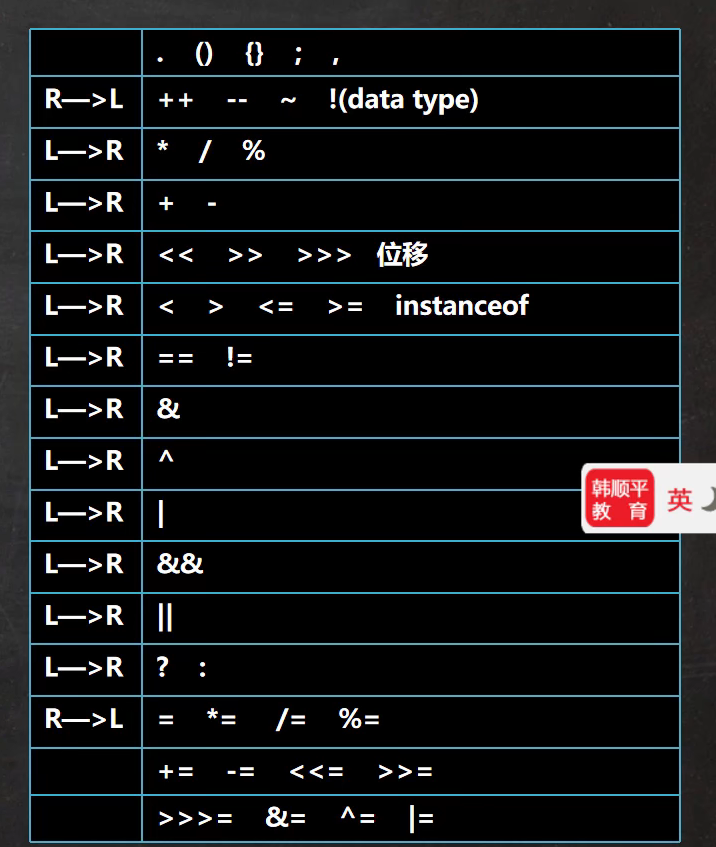 . () {} ; ,
R—>L ++ -- ~ !(data type)
L—>R * / %
L—>R + -
L—>R << >> >>> 位移
L—>R < > <= >= instanceof
L—>R == !=
L—>R &
L—>R ^
L—>R |
L—>R &&
L—>R ||
L—>R ? :
R—>L = *= /= %=
+= -= <<= >>=
>>>= &= ^= |=
韩顺平
教 育
英